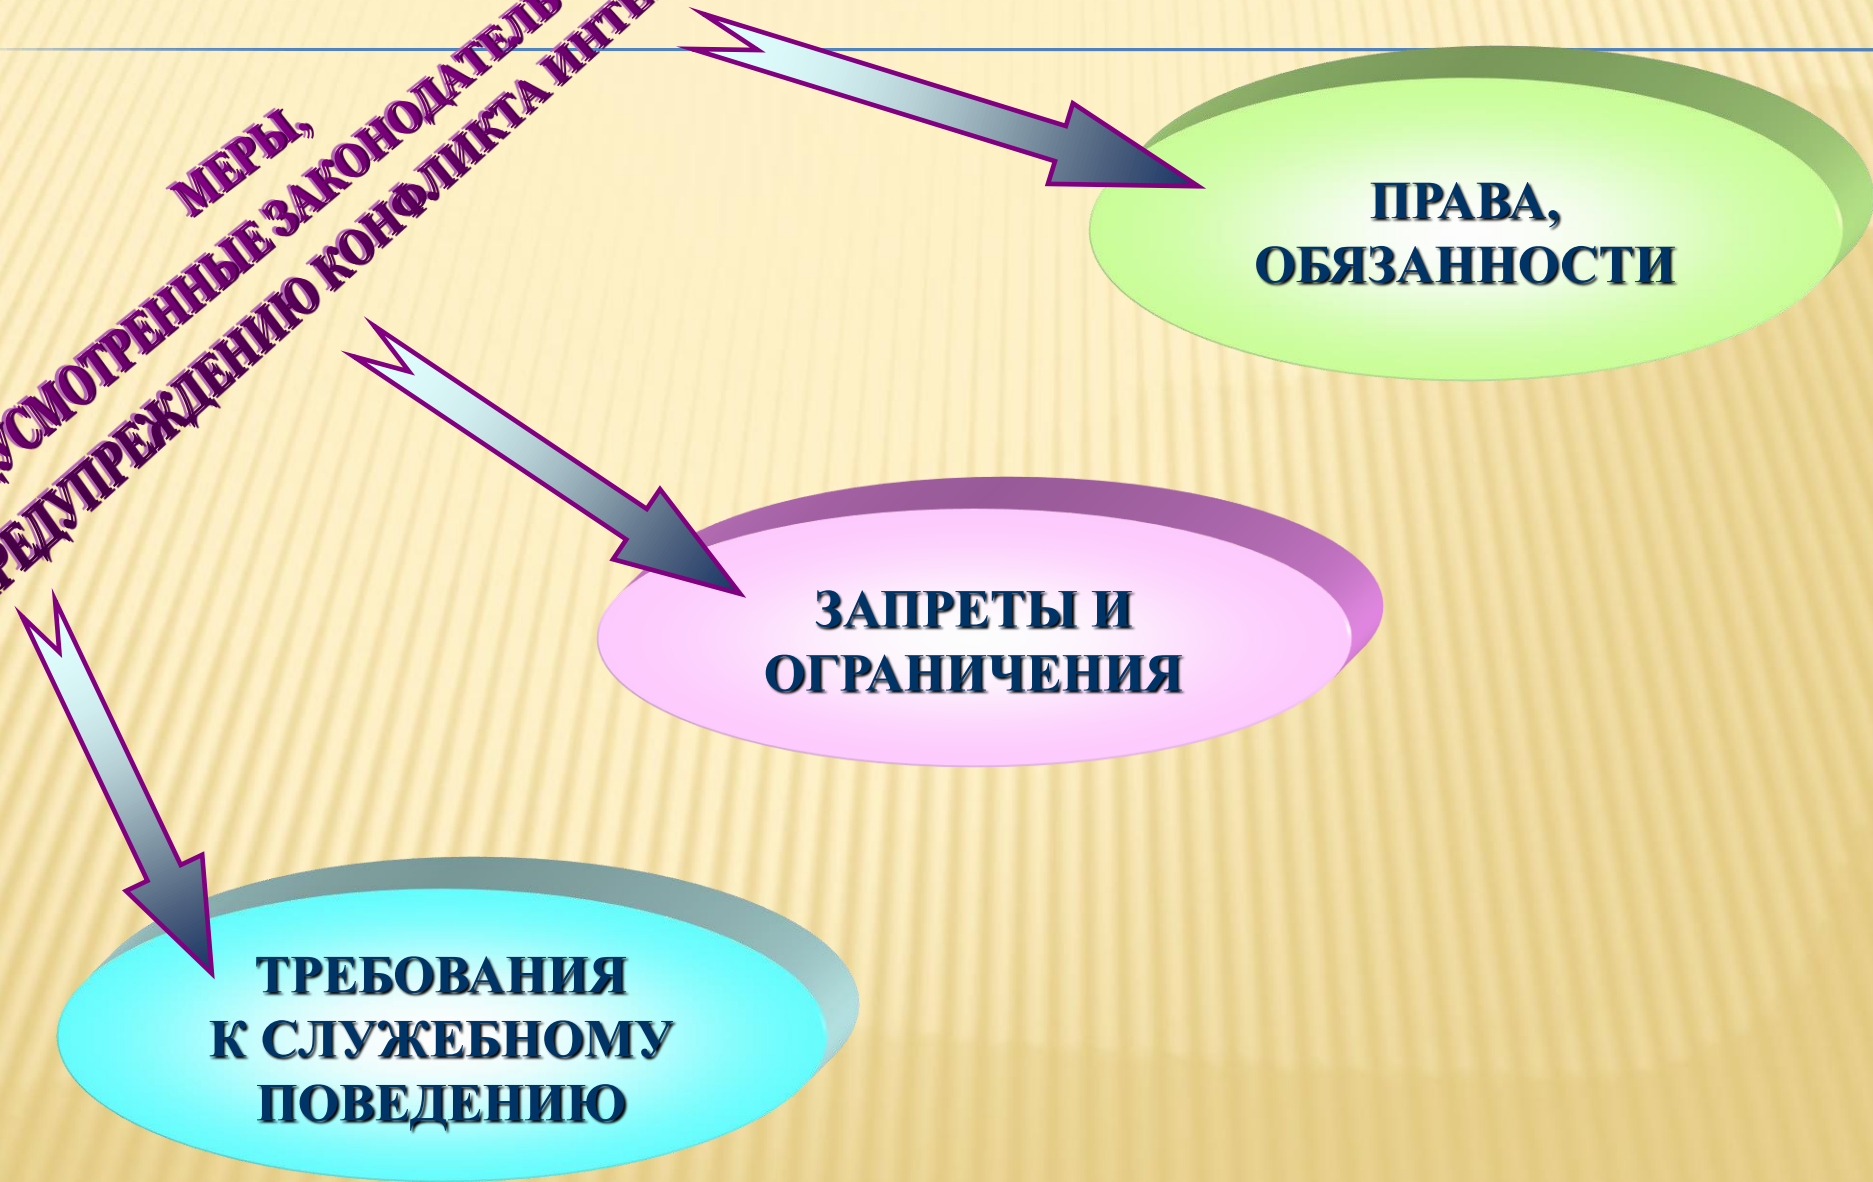 МЕРЫ,
УСМОТРЕННЫЕ ЗАКОНОДАТЕЛЬ
РЕДУПРЕЖДЕНИЮ КОНФЛИКТА ИНТЕ
ПРАВА,
ОБЯЗАННОСТИ
ЗАПРЕТЫ И
ОГРАНИЧЕНИЯ
ТРЕБОВАНИЯ
К СЛУЖЕБНОМУ
ПОВЕДЕНИЮ